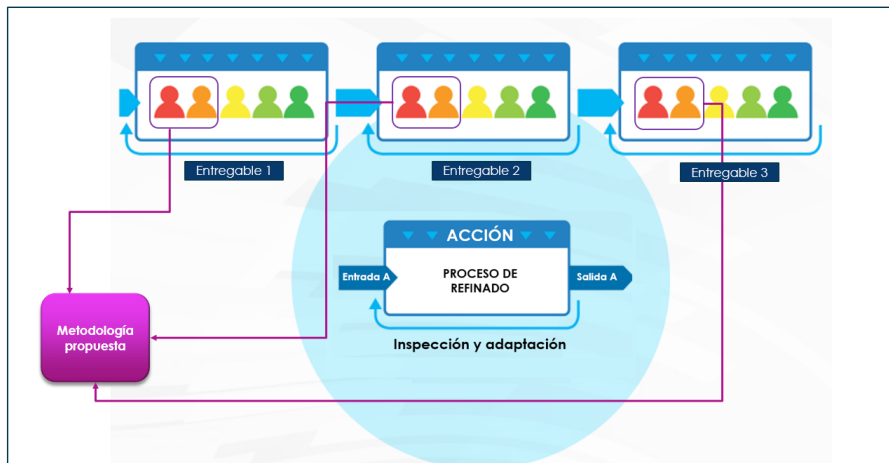 Entregable 1
Entregable 2
Entregable 3
ACCIÓN
Entrada A
PROCESO DE
REFINADO
Salida A
Metodología
propuesta
Inspección y adaptación